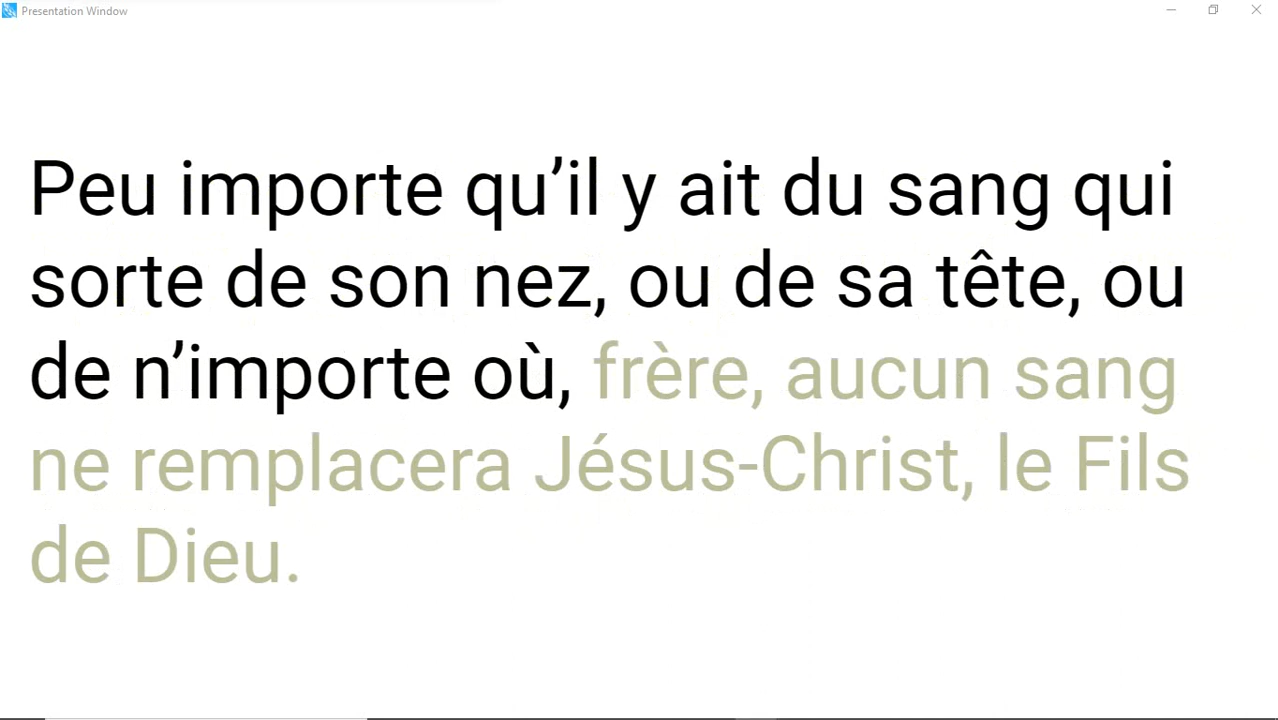 Presentation Window
Peu importe qu’il y ait du sang qui
sorte de son nez, ou de sa tête, ou
de n’importe où, frère, aucun sang
ne remplacera Jésus-Christ, le Fils
de Dieu.